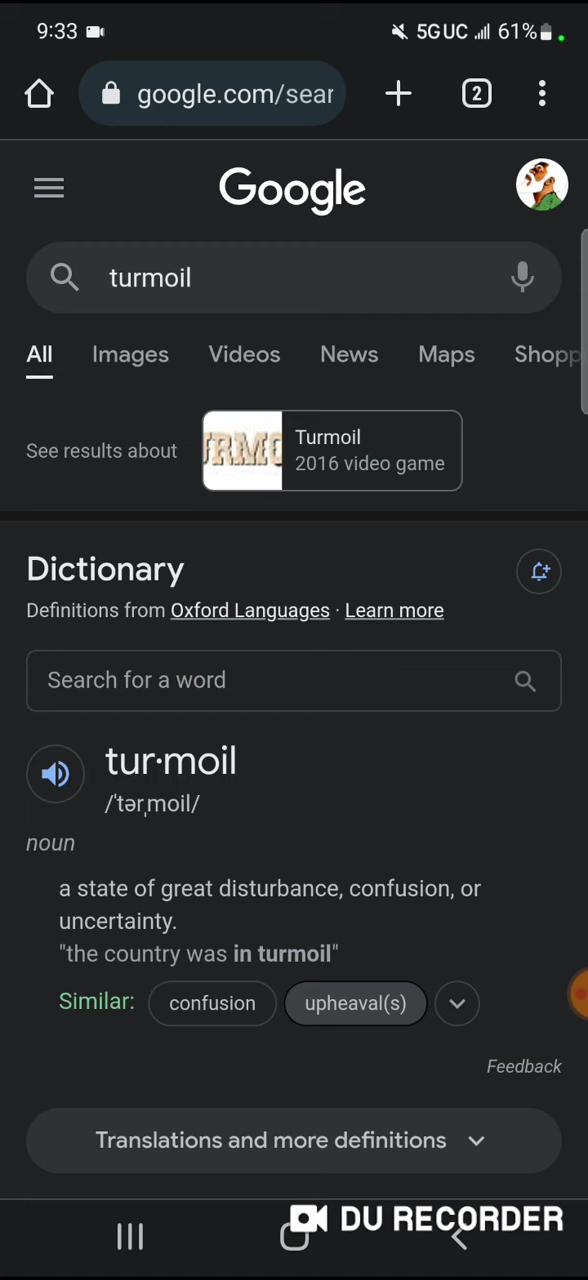 9:33 5GUC 61%
google.com/sear 2
Google
turmoil
All Images Videos News Maps Shopp
See results about
URMO
Turmoil
2016 video game
Dictionary
Definitions from Oxford Languages · Learn more
Search for a word
tur·moil
/ˈtərˌmoil/
noun
a state of great disturbance, confusion, or
uncertainty.
"the country was in turmoil"
Similar: confusion upheaval(s)
Feedback
Translations and more definitions
DU RECORDER